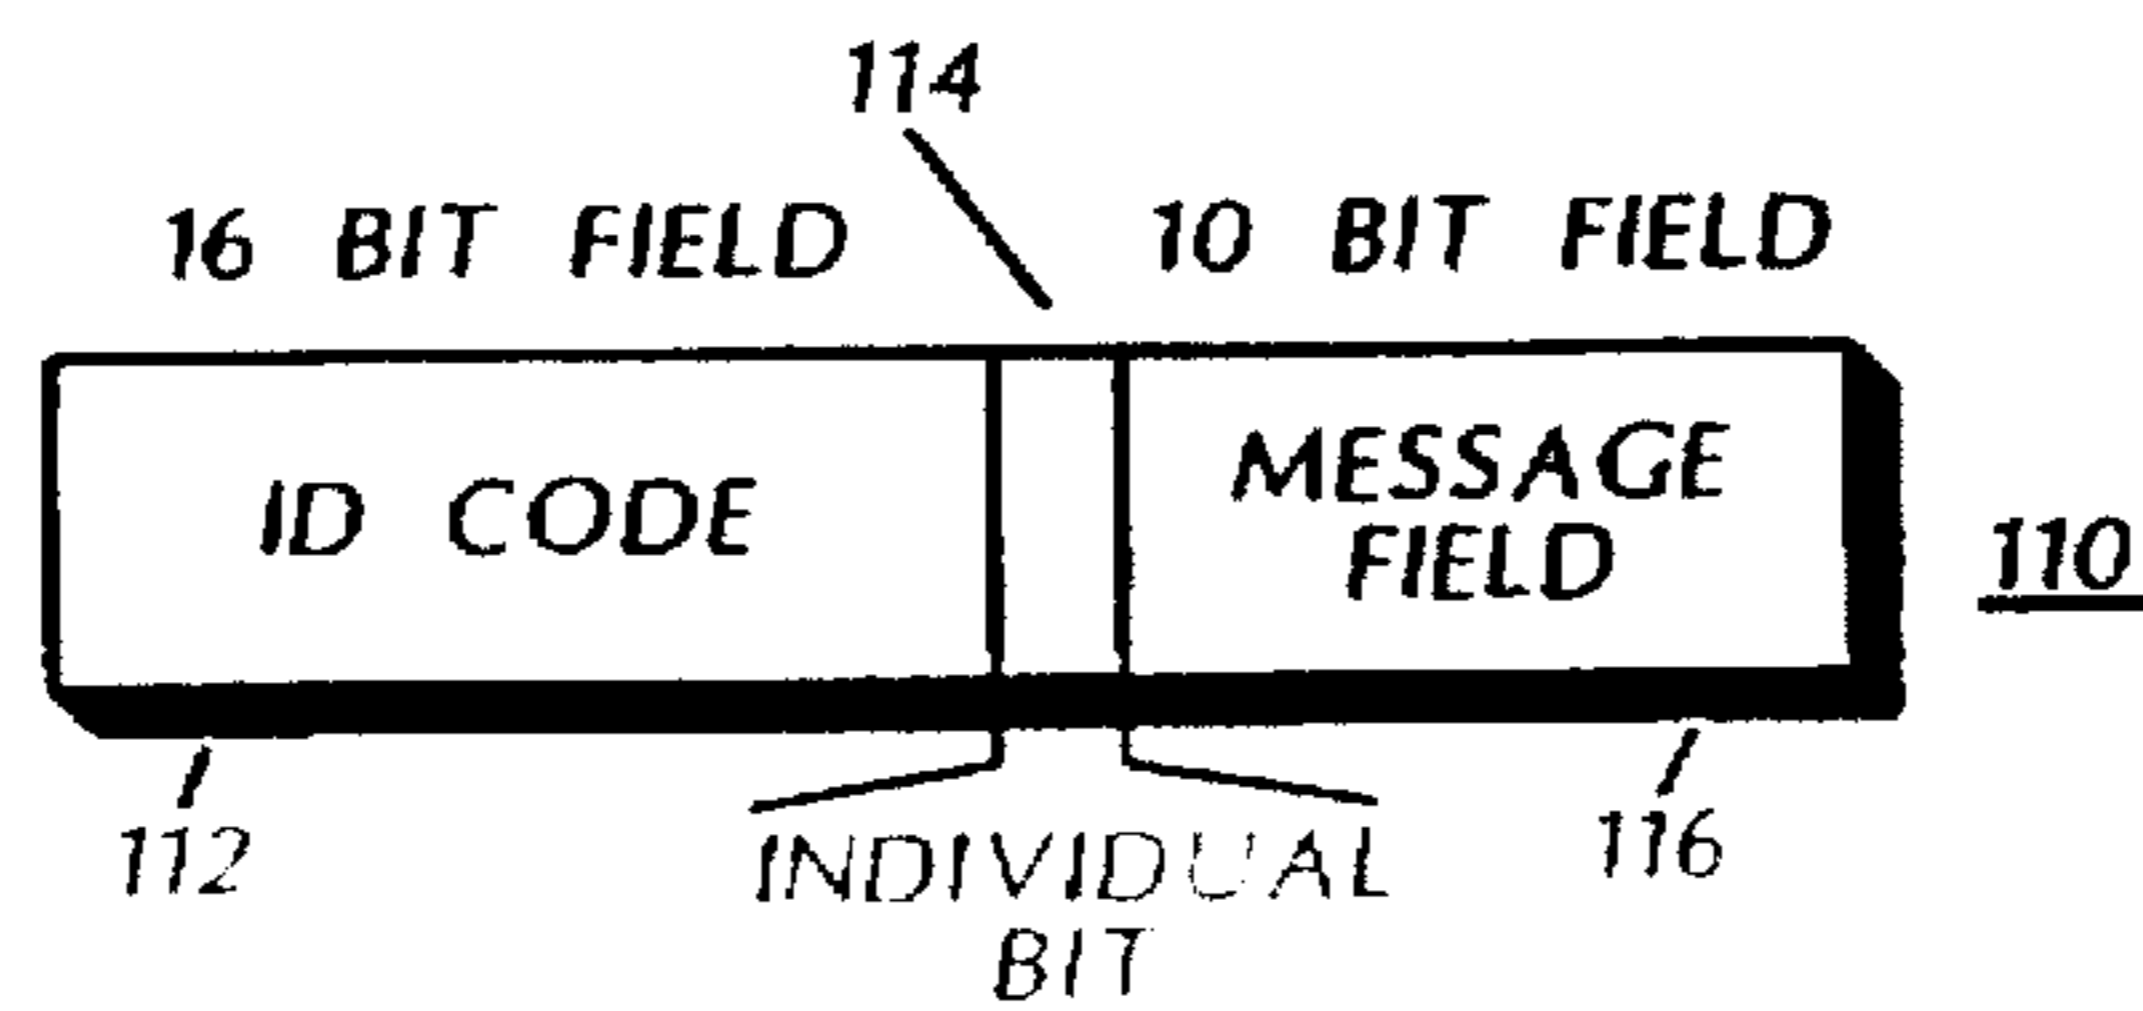 114
16 BIT FIELD
10 BIT FIELD
ID CODE
MESSAGE
FIELD
110
112
INDIVIDUAL
BIT
116